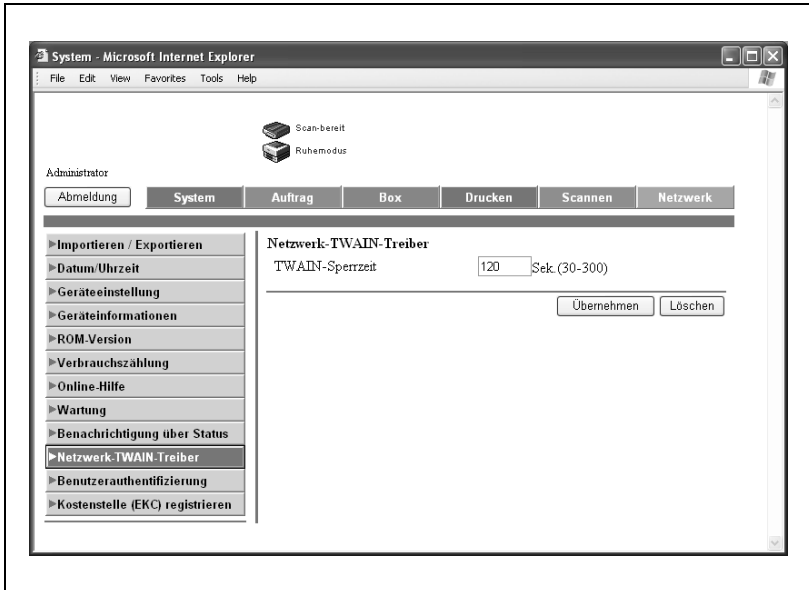 System - Microsoft Internet Explorer
File Edit View Favorites Tools Help
Scan-bereit
Ruhemodus
Administrator
Abmeldung System Auftrag Box Drucken Scannen Netzwerk
Importieren / Exportieren
Datum/Uhrzeit
Geräteeinstellung
Geräteinformationen
ROM-Version
Verbrauchszählung
Online-Hilfe
Wartung
Benachrichtigung über Status
Netzwerk-TWAIN-Treiber
Benutzerauthentifizierung
Kostenstelle (EKC) registrieren
Netzwerk-TWAIN-Treiber
TWAIN-Sperrzeit 120 Sek.(30-300)
Übernehmen Löschen